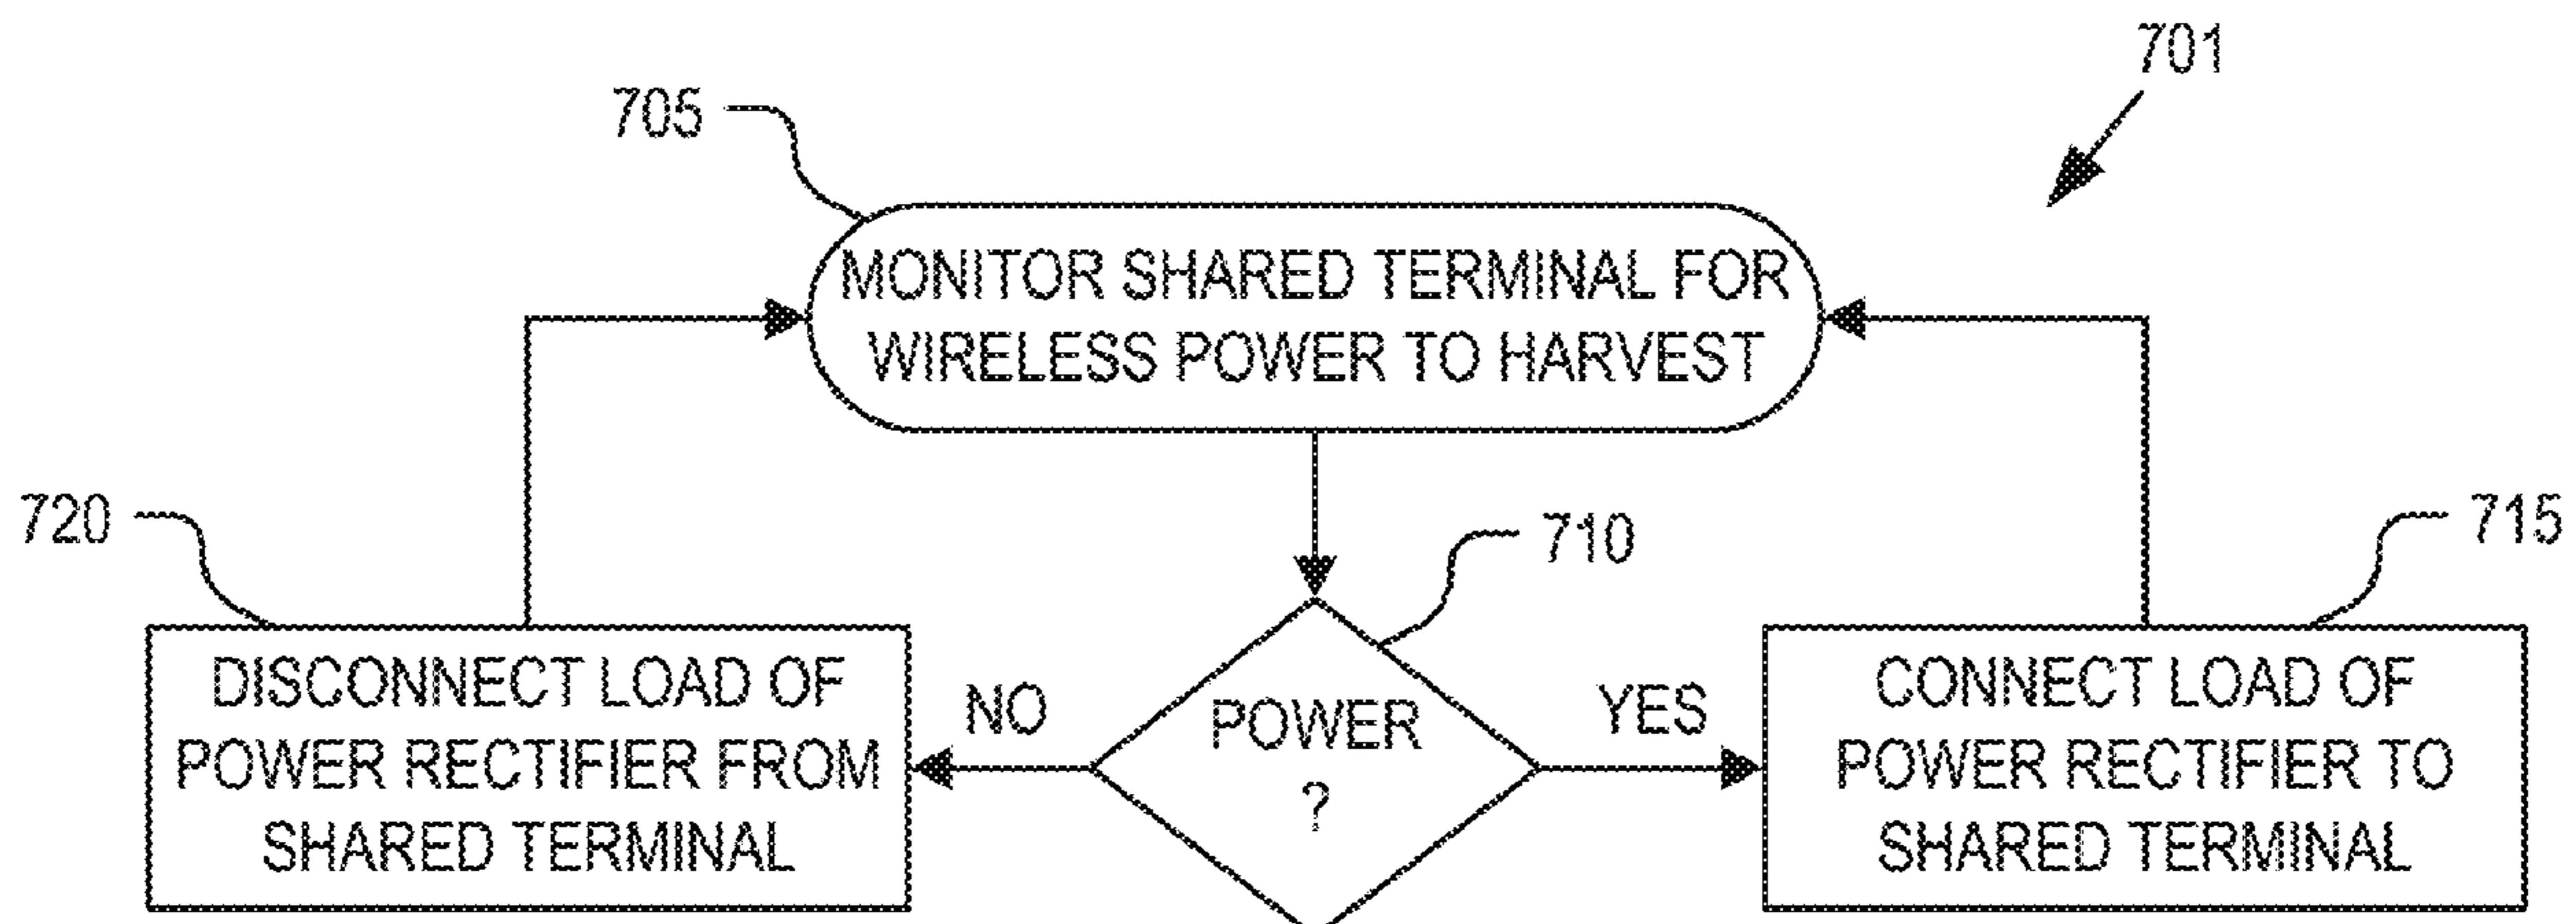 701
705
MONITOR SHARED TERMINAL FOR
WIRELESS POWER TO HARVEST
720
710
715
DISCONNECT LOAD OF
POWER RECTIFIER FROM
SHARED TERMINAL
NO
POWER
?
YES
CONNECT LOAD OF
POWER RECTIFIER TO
SHARED TERMINAL